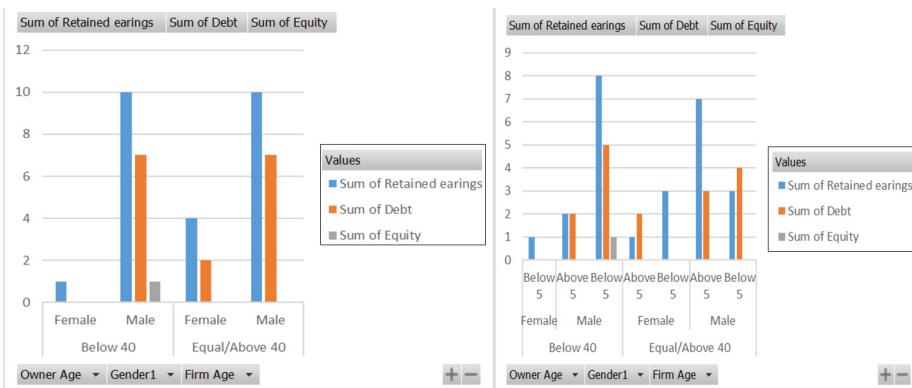 Sum of Retained earings Sum of Debt Sum of Equity
12
10
8
6
4
2
0
Female Male Female Male
Below 40 Equal/Above 40
Values
Sum of Retained earings
Sum of Debt
Sum of Equity
Owner Age Gender1 Firm Age
Sum of Retained earings Sum of Debt Sum of Equity
9
8
7
6
5
4
3
2
1
0
Below Above Below Above Below Above Below
5 5 5 5 5 5 5
Female Male Female Male
Below 40 Equal/Above 40
Values
Sum of Retained earings
Sum of Debt
Sum of Equity
Owner Age Gender1 Firm Age